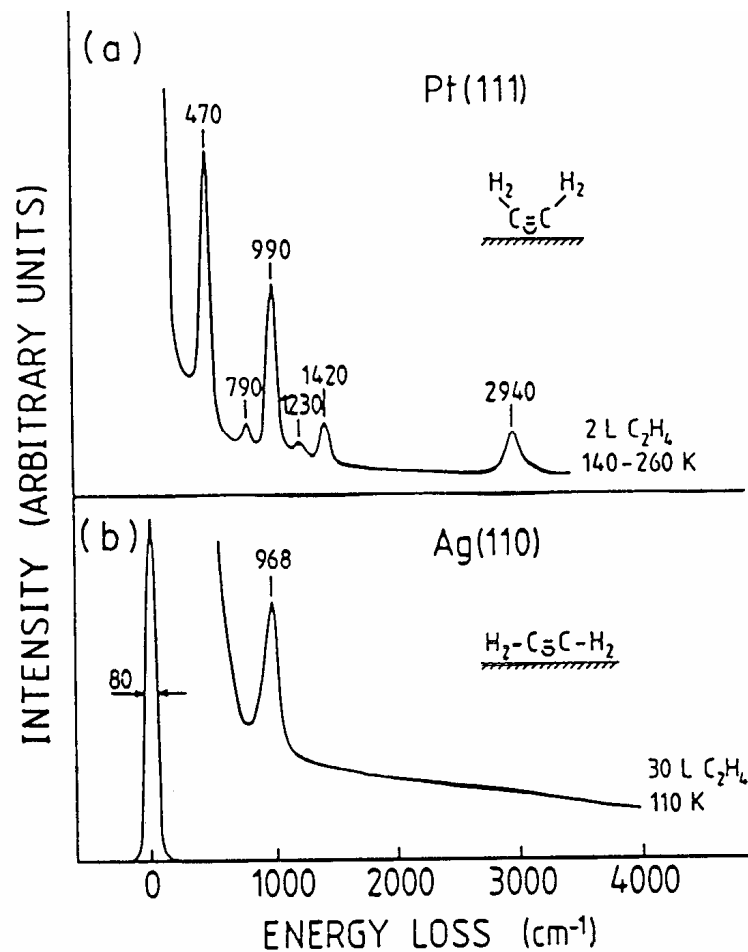 INTENSITY (ARBITRARY UNITS)
(a)
Pt(111)
470
H₂ H₂
C≡C
990
790
1230
1420
2940
2 L C₂H₄
140-260 K
(b)
Ag(110)
968
H₂-C≡C-H₂
80
30 L C₂H₄
110 K
0 1000 2000 3000 4000
ENERGY LOSS (cm⁻¹)